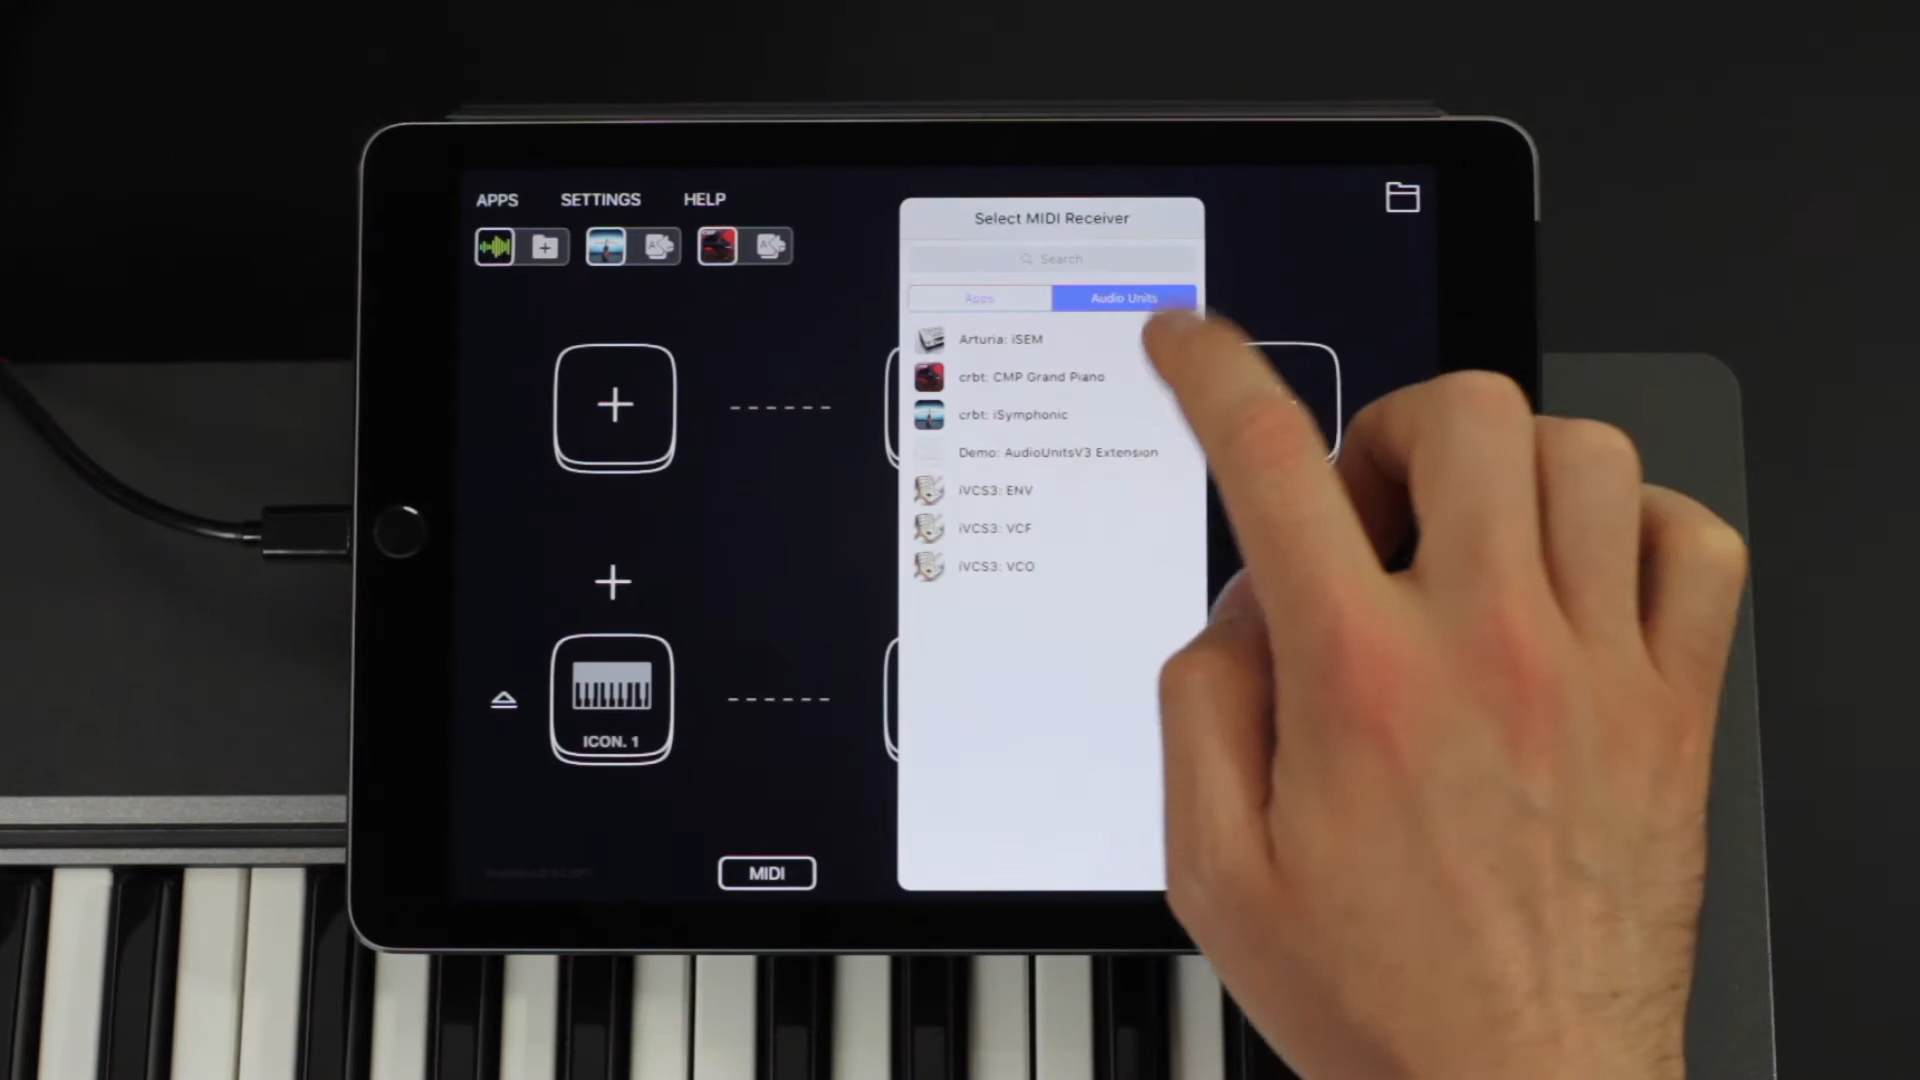 APPS SETTINGS HELP
Select MIDI Receiver
Search
Apps Audio Units
Arturia: iSEM
crbt: CMP Grand Piano
crbt: iSymphonic
Demo: AudioUnitsV3 Extension
iVCS3: ENV
iVCS3: VCF
iVCS3: VCO
ICON. 1
MIDI